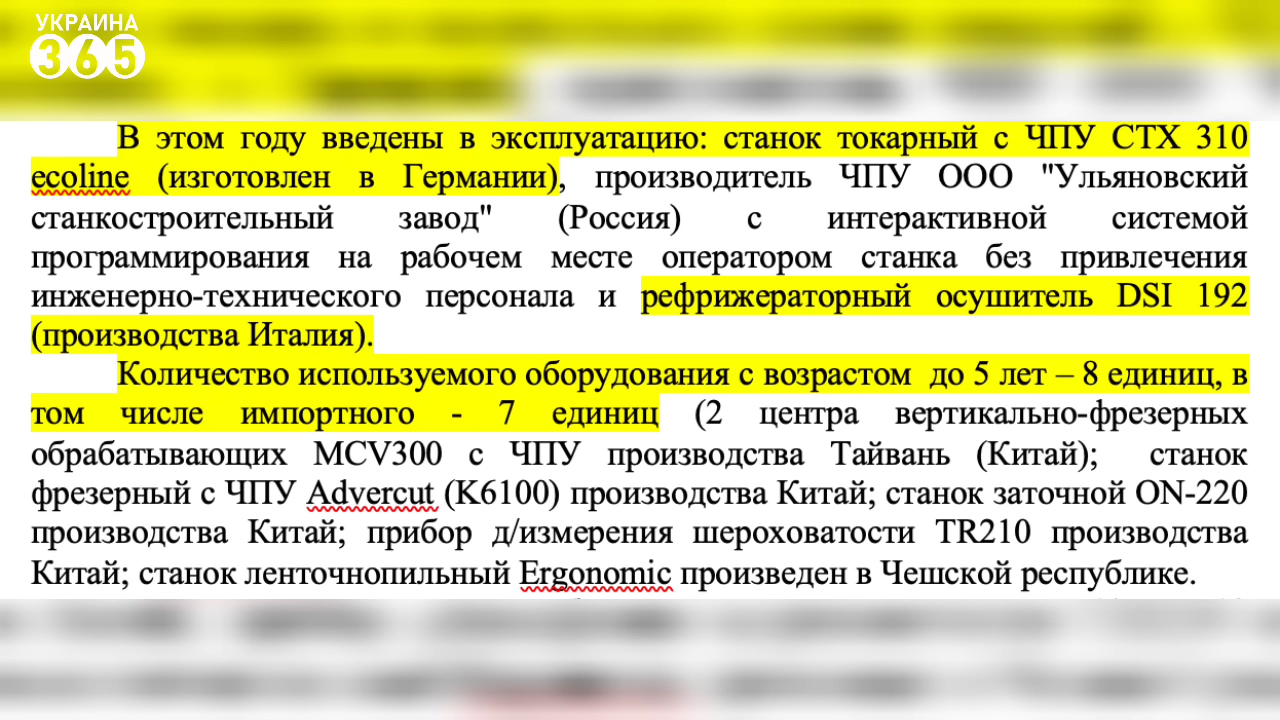 УКРАИНА
365
В этом году введены в эксплуатацию: станок токарный с ЧПУ CTX 310
ecoline (изготовлен в Германии), производитель ЧПУ ООО "Ульяновский
станкостроительный завод" (Россия) с интерактивной системой
программирования на рабочем месте оператором станка без привлечения
инженерно-технического персонала и рефрижераторный осушитель DSI 192
(производства Италия).
Количество используемого оборудования с возрастом до 5 лет – 8 единиц, в
том числе импортного - 7 единиц (2 центра вертикально-фрезерных
обрабатывающих MCV300 с ЧПУ производства Тайвань (Китай); станок
фрезерный с ЧПУ Advercut (K6100) производства Китай; станок заточной ON-220
производства Китай; прибор д/измерения шероховатости TR210 производства
Китай; станок ленточнопильный Ergonomic произведен в Чешской республике.